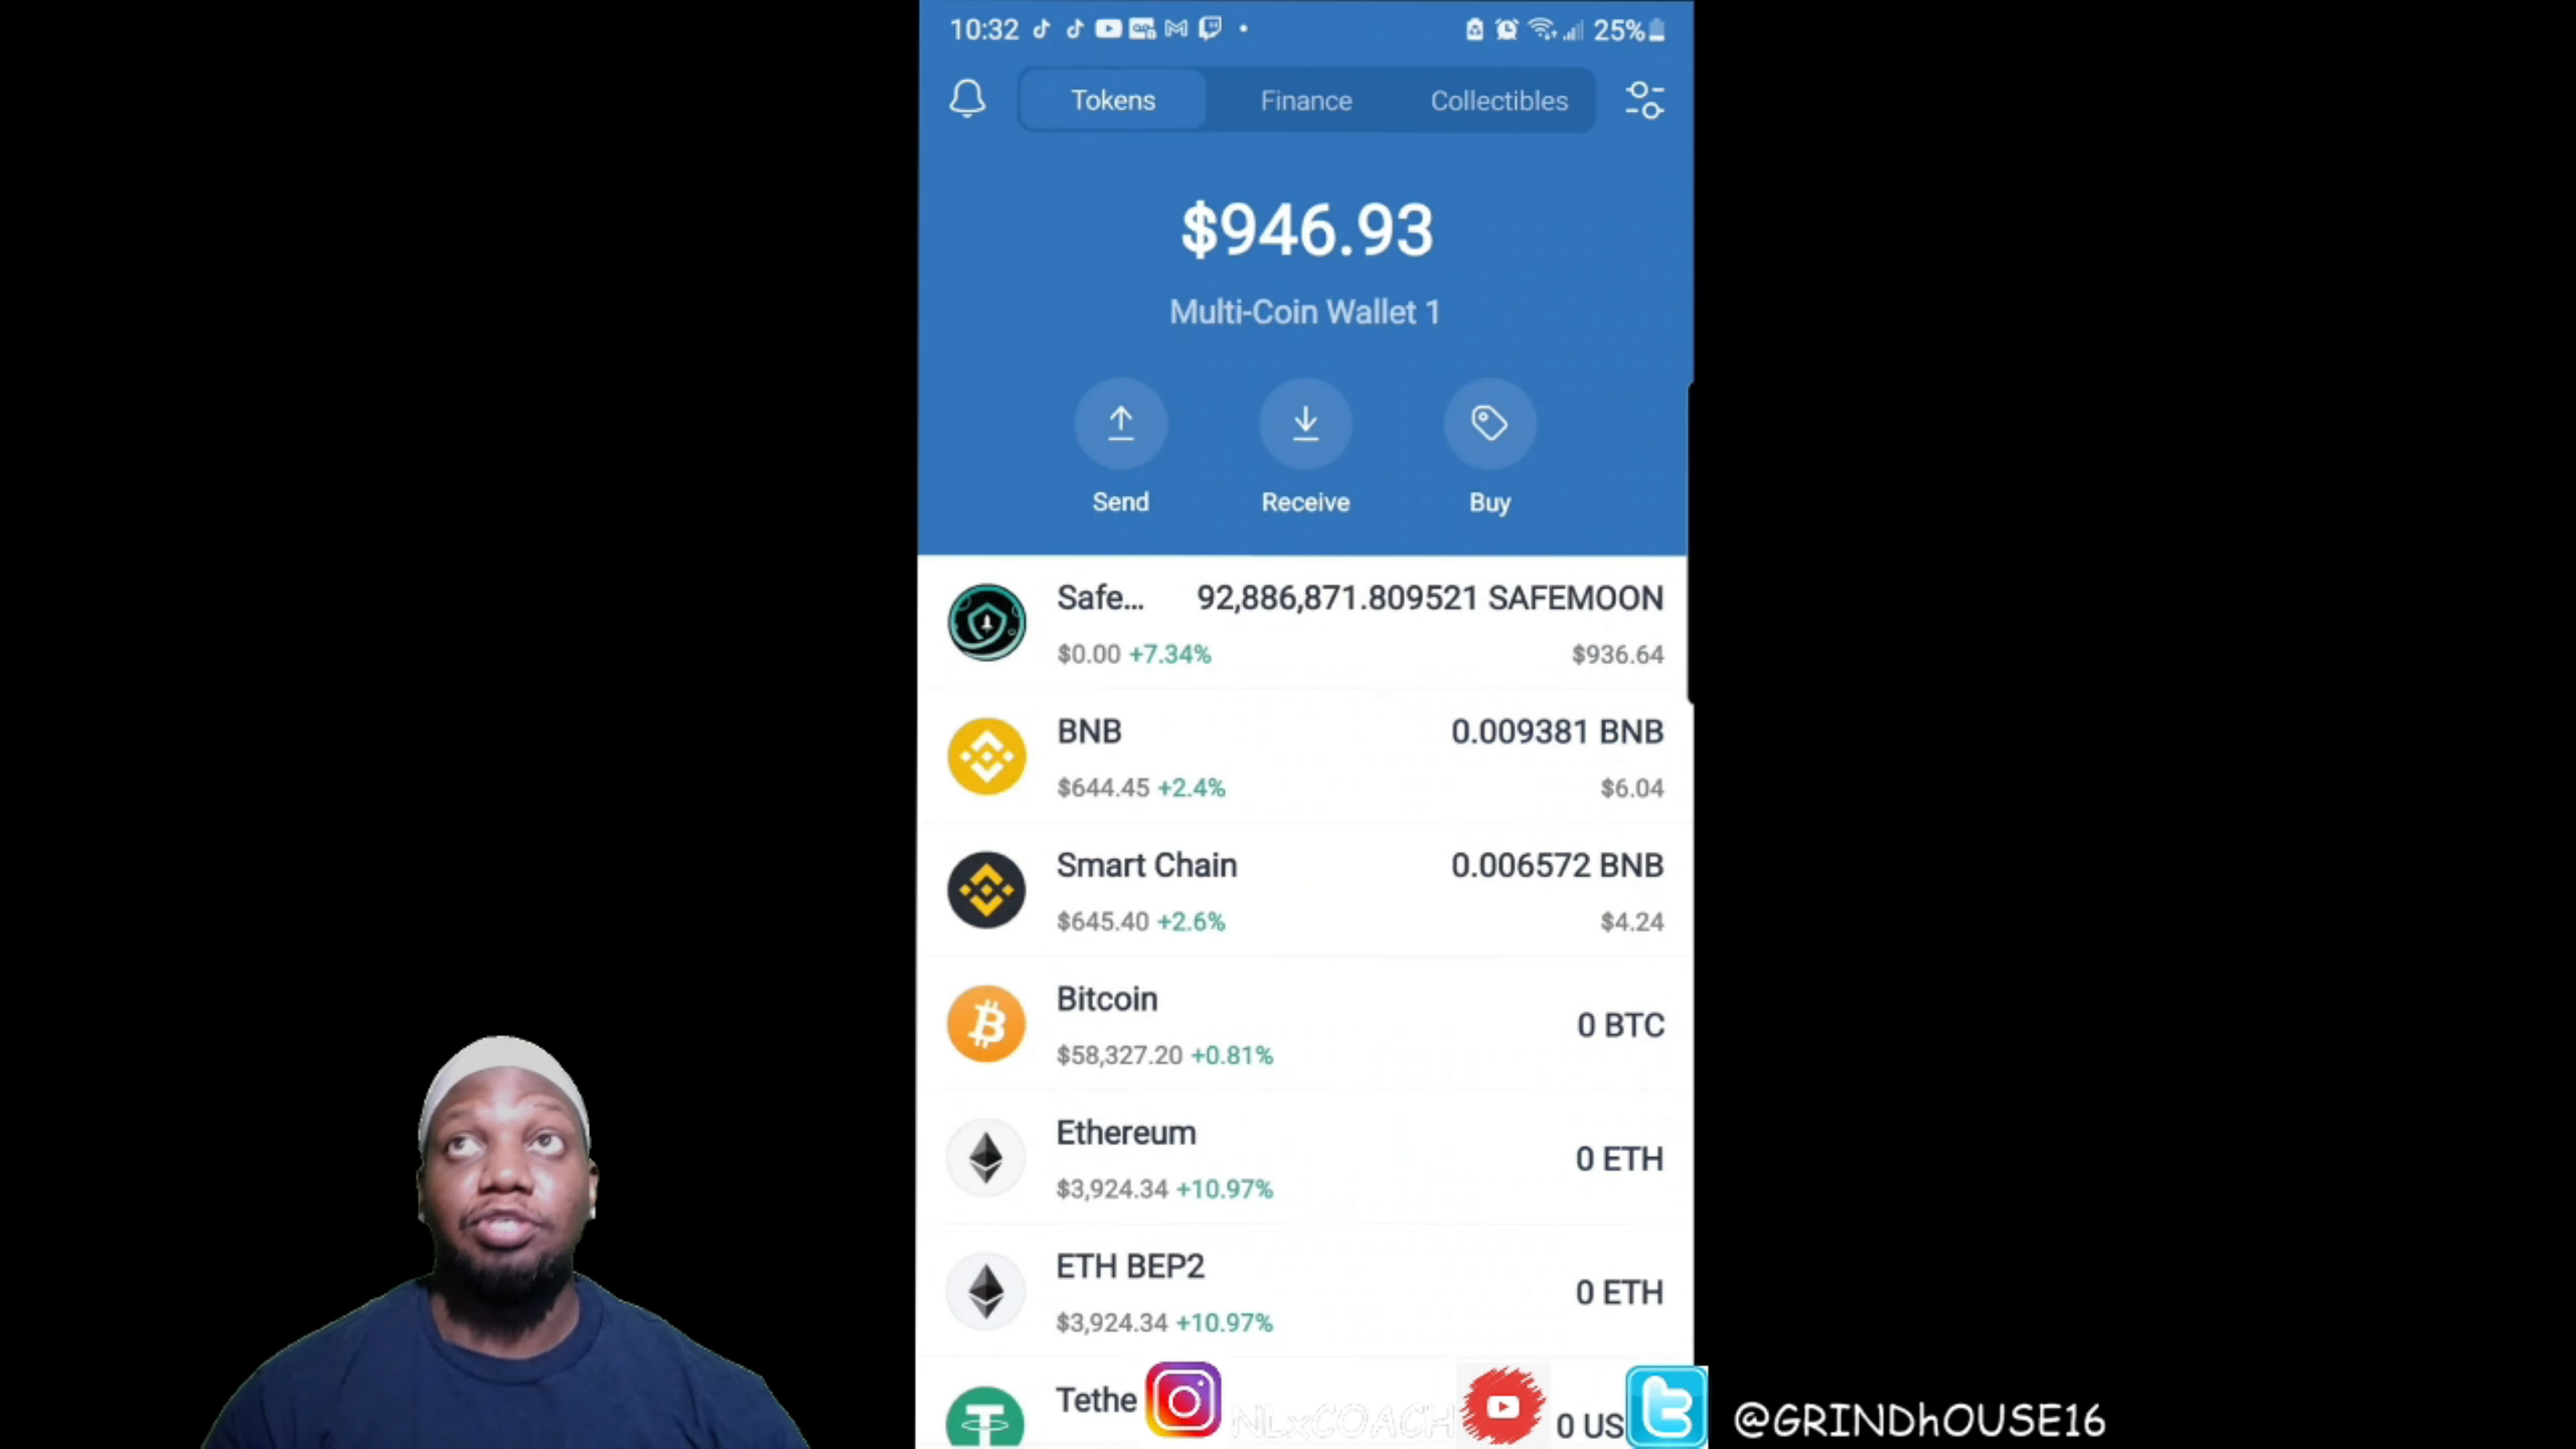 10:32 25%
Tokens Finance Collectibles
$946.93
Multi-Coin Wallet 1
Send Receive Buy
Safe... 92,886,871.809521 SAFEMOON
$0.00 +7.34% $936.64
BNB 0.009381 BNB
$644.45 +2.4% $6.04
Smart Chain 0.006572 BNB
$645.40 +2.6% $4.24
Bitcoin
0 BTC
$58,327.20 +0.81%
Ethereum
0 ETH
$3,924.34 +10.97%
ETH BEP2
0 ETH
$3,924.34 +10.97%
Tethe
NLxCOACH 0 US @GRINDhOUSE16